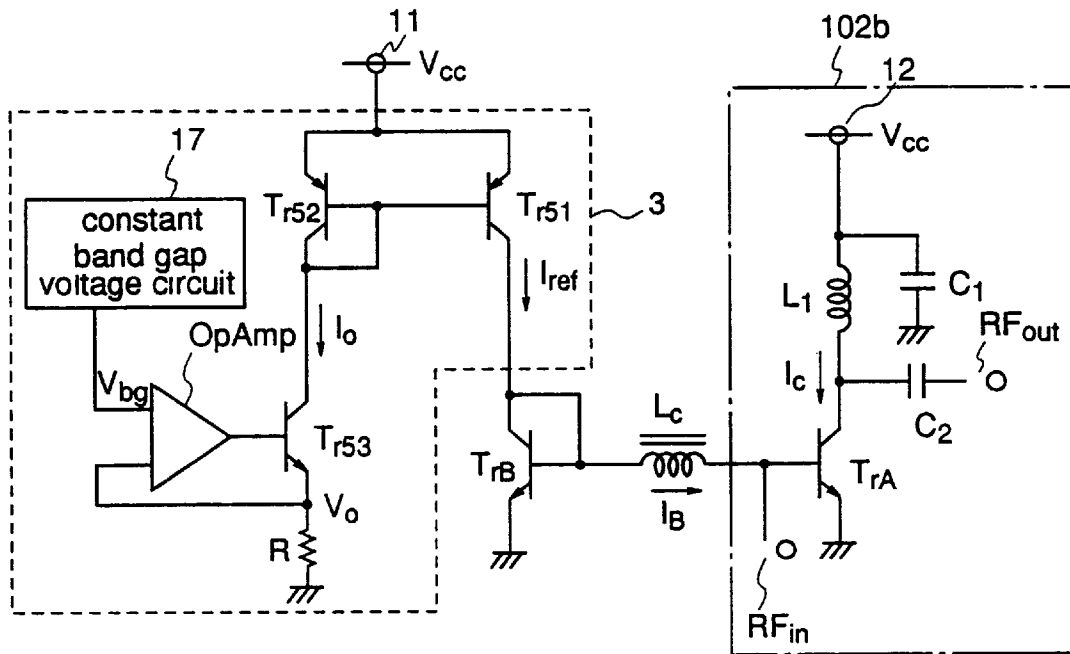 11
Vcc
102b
12
Vcc
17
constant
band gap
voltage circuit
Tr52
Tr51
3
Iref
Io
OpAmp
Vbg
Tr53
Vo
R
TrB
Lc
IB
L1
C1
RFout
Ic
C2
TrA
RFin